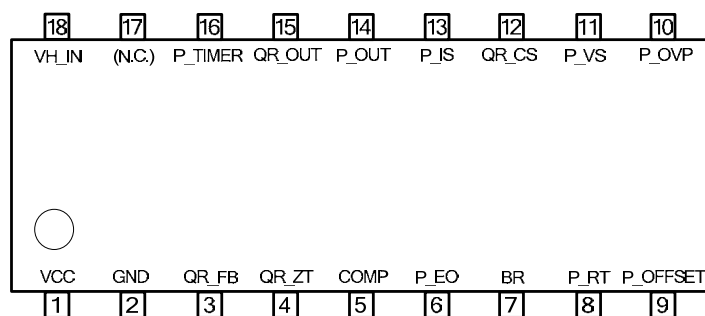 18 17 16 15 14 13 12 11 10
VH_IN (N.C.) P_TIMER QR_OUT P_OUT P_IS QR_CS P_VS P_OVP
VCC GND QR_FB QR_ZT COMP P_EO BR P_RT P_OFFSET
1 2 3 4 5 6 7 8 9